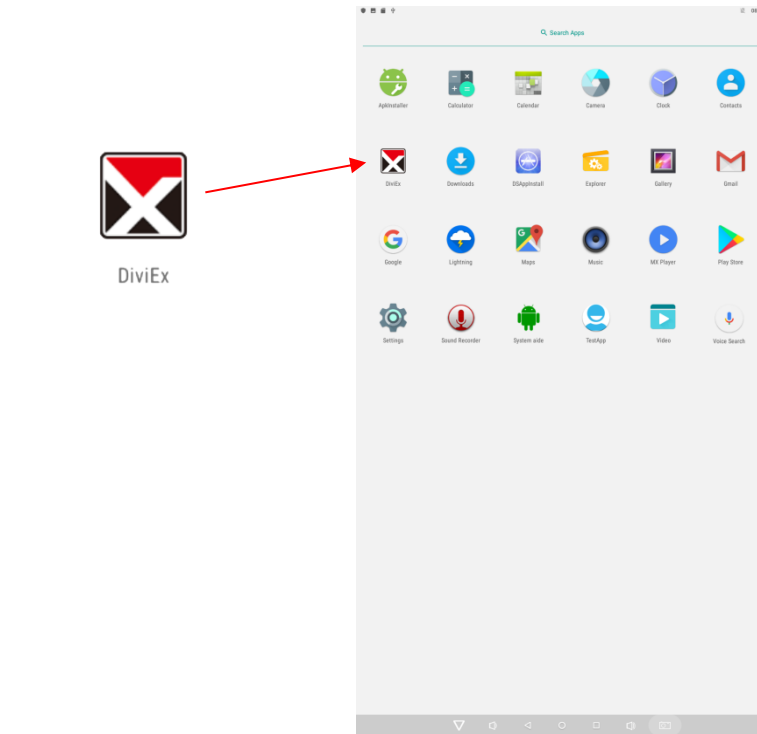 DiviEx
Search Apps
ApkInstaller Calculator Calendar Camera Clock Contacts
DiviEx Downloads DSAppInstall Explorer Gallery Gmail
Google Lightning Maps Music MX Player Play Store
Settings Sound Recorder System aide TestApp Video Voice Search